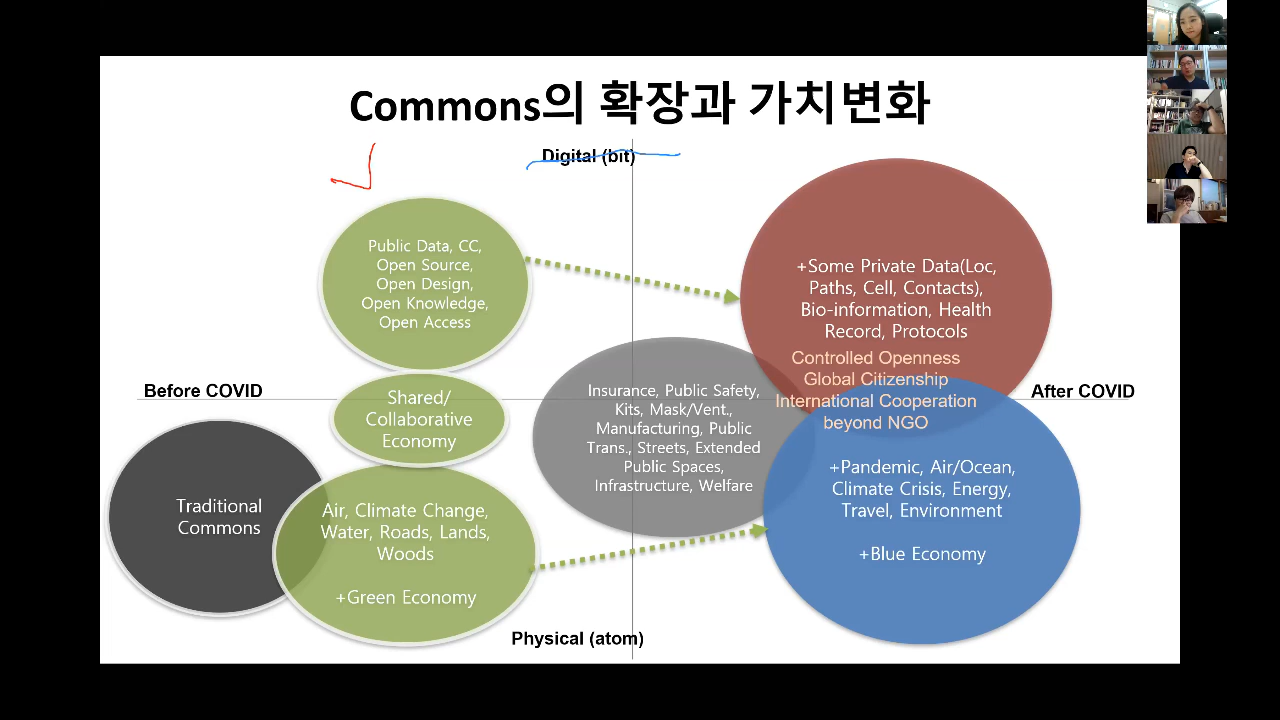 Commons의 확장과 가치변화
Digital (bit)
Public Data, CC,
Open Source,
Open Design,
Open Knowledge,
Open Access
+Some Private Data(Loc,
Paths, Cell, Contacts),
Bio-information, Health
Record, Protocols
Controlled Openness
Global Citizenship
International Cooperation
beyond NGO
Before COVID
After COVID
Shared/
Collaborative
Economy
Insurance, Public Safety,
Kits, Mask/Vent.,
Manufacturing, Public
Trans., Streets, Extended
Public Spaces,
Infrastructure, Welfare
Traditional
Commons
Air, Climate Change,
Water, Roads, Lands,
Woods
+Green Economy
+Pandemic, Air/Ocean,
Climate Crisis, Energy,
Travel, Environment
+Blue Economy
Physical (atom)